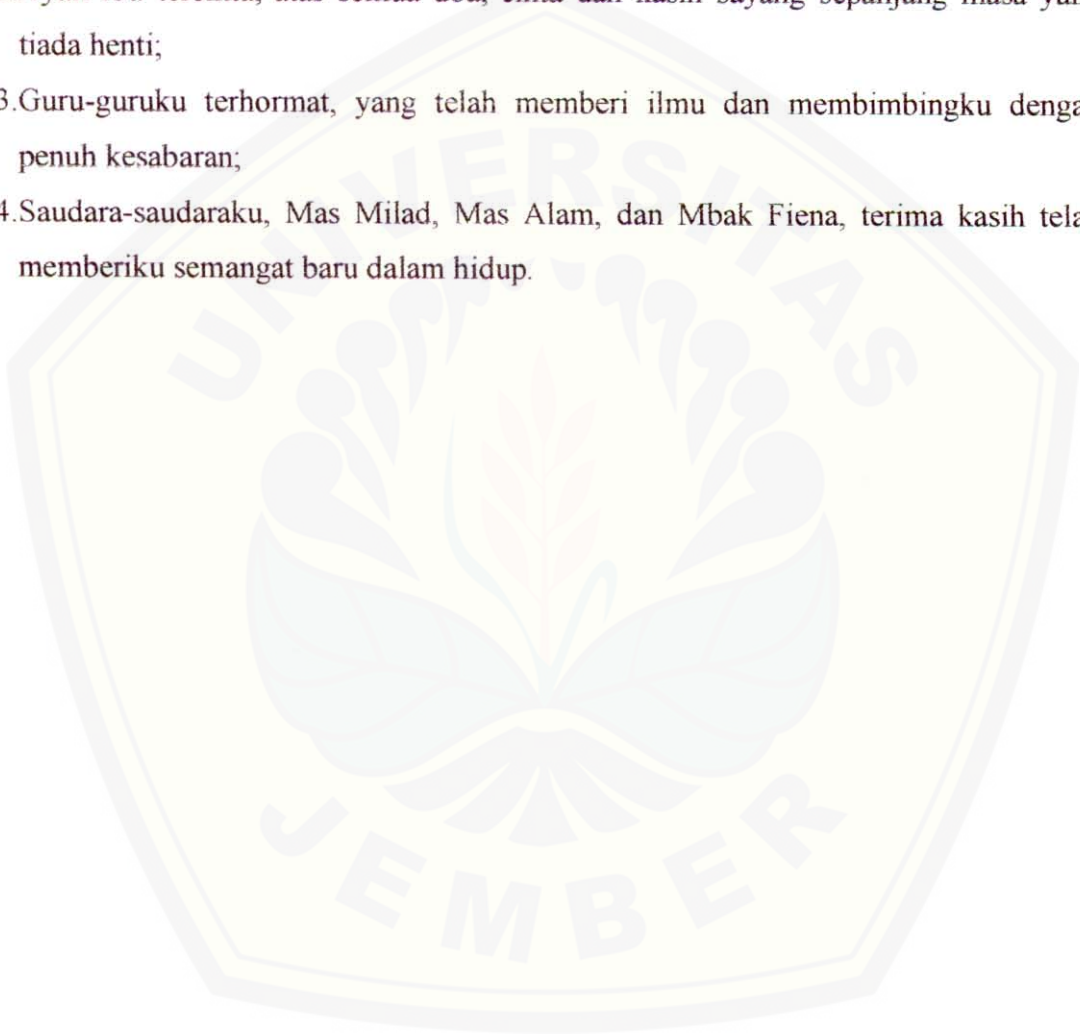 tiada henti;
3.Guru-guruku terhormat, yang telah memberi ilmu dan membimbingku denga
penuh kesabaran;
4.Saudara-saudaraku, Mas Milad, Mas Alam, dan Mbak Fiena, terima kasih tela
memberiku semangat baru dalam hidup.
UNIVERSITAS
JEMBER